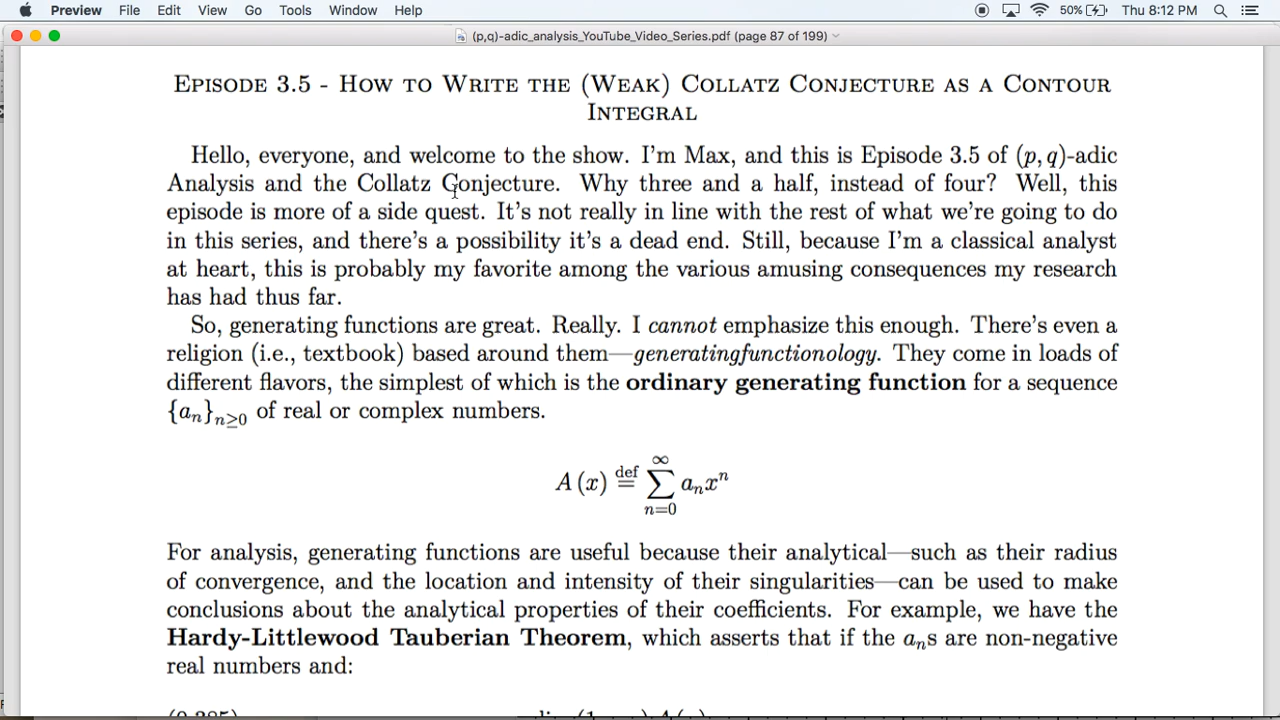 Preview File Edit View Go Tools Window Help 50% Thu 8:12 PM
(p,q)-adic_analysis_YouTube_Video_Series.pdf (page 87 of 199)
EPISODE 3.5 - HOW TO WRITE THE (WEAK) COLLATZ CONJECTURE AS A CONTOUR
INTEGRAL
Hello, everyone, and welcome to the show. I'm Max, and this is Episode 3.5 of (p, q)-adic
Analysis and the Collatz Conjecture. Why three and a half, instead of four? Well, this
episode is more of a side quest. It's not really in line with the rest of what we're going to do
in this series, and there's a possibility it's a dead end. Still, because I'm a classical analyst
at heart, this is probably my favorite among the various amusing consequences my research
has had thus far.
So, generating functions are great. Really. I cannot emphasize this enough. There's even a
religion (i.e., textbook) based around them—generatingfunctionology. They come in loads of
different flavors, the simplest of which is the ordinary generating function for a sequence
{aₙ}ₙ≥₀ of real or complex numbers.
A (x) ≝ ∑_{n=0}^{∞} aₙxⁿ
For analysis, generating functions are useful because their analytical—such as their radius
of convergence, and the location and intensity of their singularities—can be used to make
conclusions about the analytical properties of their coefficients. For example, we have the
Hardy-Littlewood Tauberian Theorem, which asserts that if the aₙs are non-negative
real numbers and: